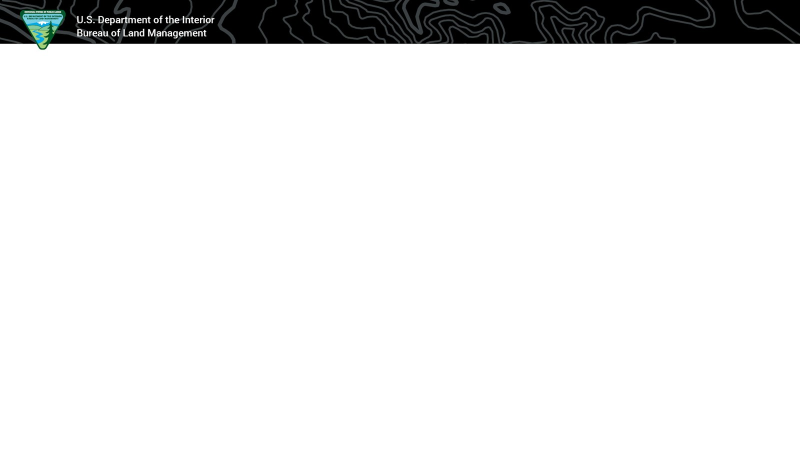 U.S. Department of the Interior
Bureau of Land Management